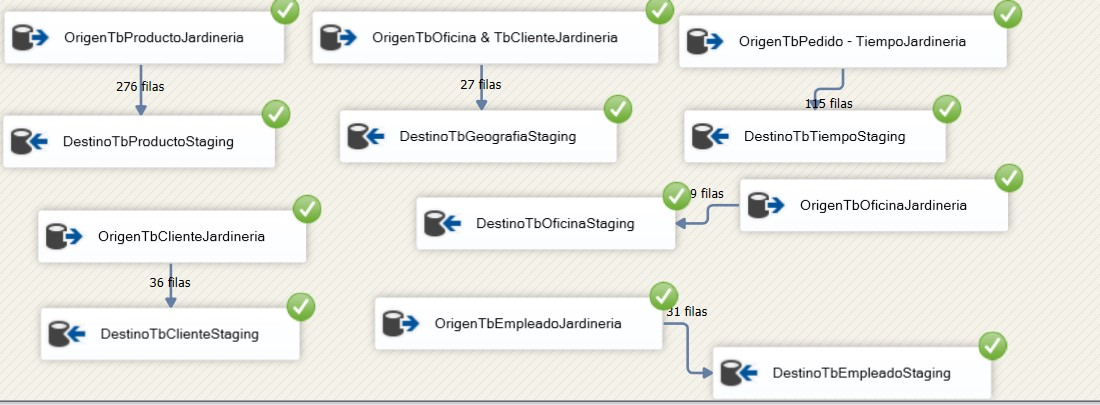 OrigenTbProductoJardineria
OrigenTbOficina & TbClienteJardineria
OrigenTbPedido - TiempoJardineria
276 filas
27 filas
115 filas
DestinoTbProductoStaging
DestinoTbGeografiaStaging
DestinoTbTiempoStaging
9 filas
OrigenTbOficinaJardineria
DestinoTbOficinaStaging
OrigenTbClienteJardineria
36 filas
OrigenTbEmpleadoJardineria
31 filas
DestinoTbClienteStaging
DestinoTbEmpleadoStaging